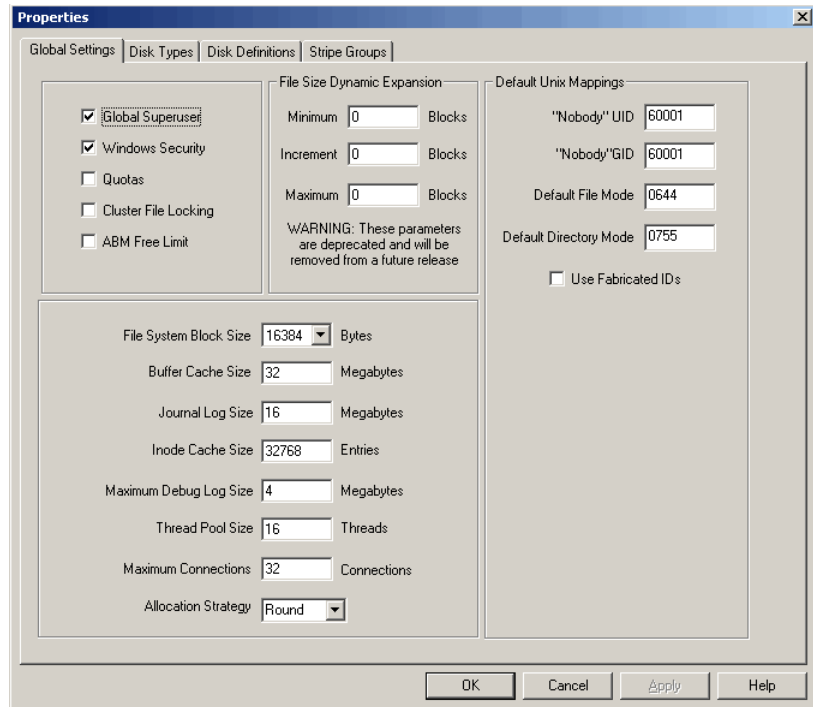 Properties
Global Settings
Disk Types
Disk Definitions
Stripe Groups
Global Superuser
Windows Security
Quotas
Cluster File Locking
ABM Free Limit
File Size Dynamic Expansion
Minimum 0 Blocks
Increment 0 Blocks
Maximum 0 Blocks
WARNING: These parameters
are deprecated and will be
removed from a future release
Default Unix Mappings
"Nobody" UID 60001
"Nobody"GID 60001
Default File Mode 0644
Default Directory Mode 0755
Use Fabricated IDs
File System Block Size 16384 Bytes
Buffer Cache Size 32 Megabytes
Journal Log Size 16 Megabytes
Inode Cache Size 32768 Entries
Maximum Debug Log Size 4 Megabytes
Thread Pool Size 16 Threads
Maximum Connections 32 Connections
Allocation Strategy Round
OK
Cancel
Apply
Help